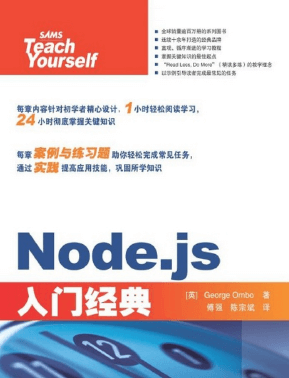 SAMS
Teach
Yourself
■ 全球销量逾百万册的系列图书
■ 连续十余年打造的经典品牌
■ 直观、循序渐进的学习教程
■ 掌握关键知识的最佳起点
■ “Read Less, Do More”（精读多练）的教学理念
■ 以示例引导读者完成最常见的任务
每章内容针对初学者精心设计，1小时轻松阅读学习，
24小时彻底掌握关键知识
每章案例与练习题助你轻松完成常见任务，
通过实践提高应用技能，巩固所学知识
Node.js
入门经典
[英] George Ornbo 著
傅强 陈宗斌 译